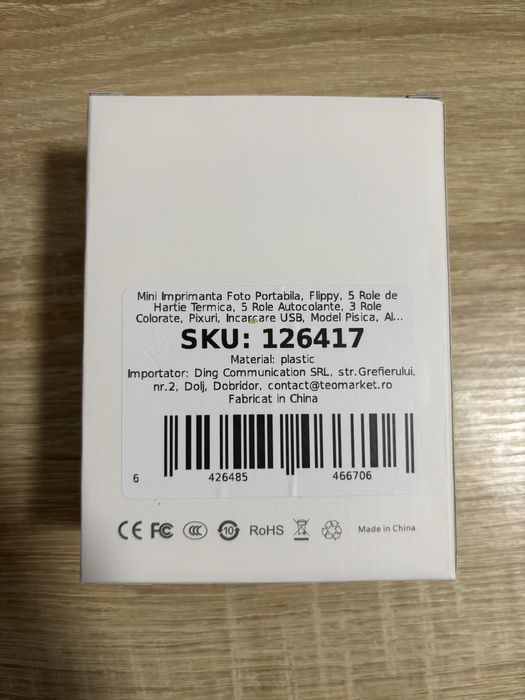 Mini Imprimanta Foto Portabila, Flippy, 5 Role de
Hartie Termica, 5 Role Autocolante, 3 Role
Colorate, Pixuri, Incarcare USB, Model Pisica, Al...
SKU: 126417
Material: plastic
Importator: Ding Communication SRL, str.Grefierului,
nr.2, Dolj, Dobridor, contact@teomarket.ro
Fabricat in China
6 426485 466706
CE FC CCC 10 RoHS Made in China